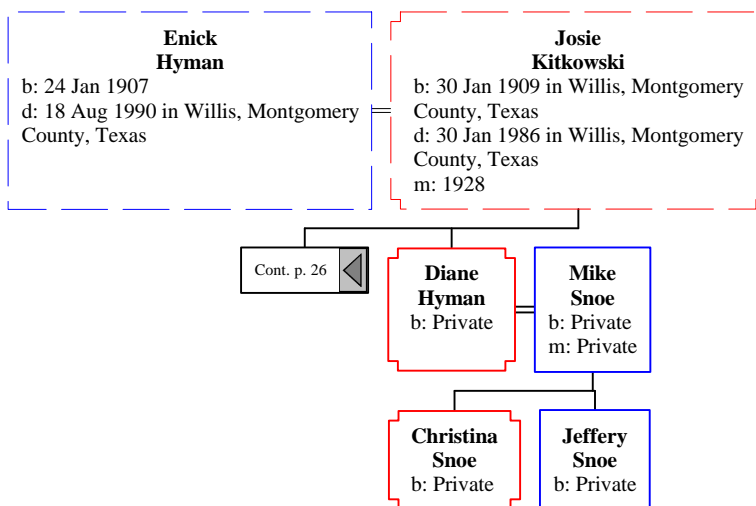 Enick
Hyman
b: 24 Jan 1907
d: 18 Aug 1990 in Willis, Montgomery
County, Texas
Josie
Kitkowski
b: 30 Jan 1909 in Willis, Montgomery
County, Texas
d: 30 Jan 1986 in Willis, Montgomery
County, Texas
m: 1928
Cont. p. 26
Diane
Hyman
b: Private
Mike
Snoe
b: Private
m: Private
Christina
Snoe
b: Private
Jeffery
Snoe
b: Private